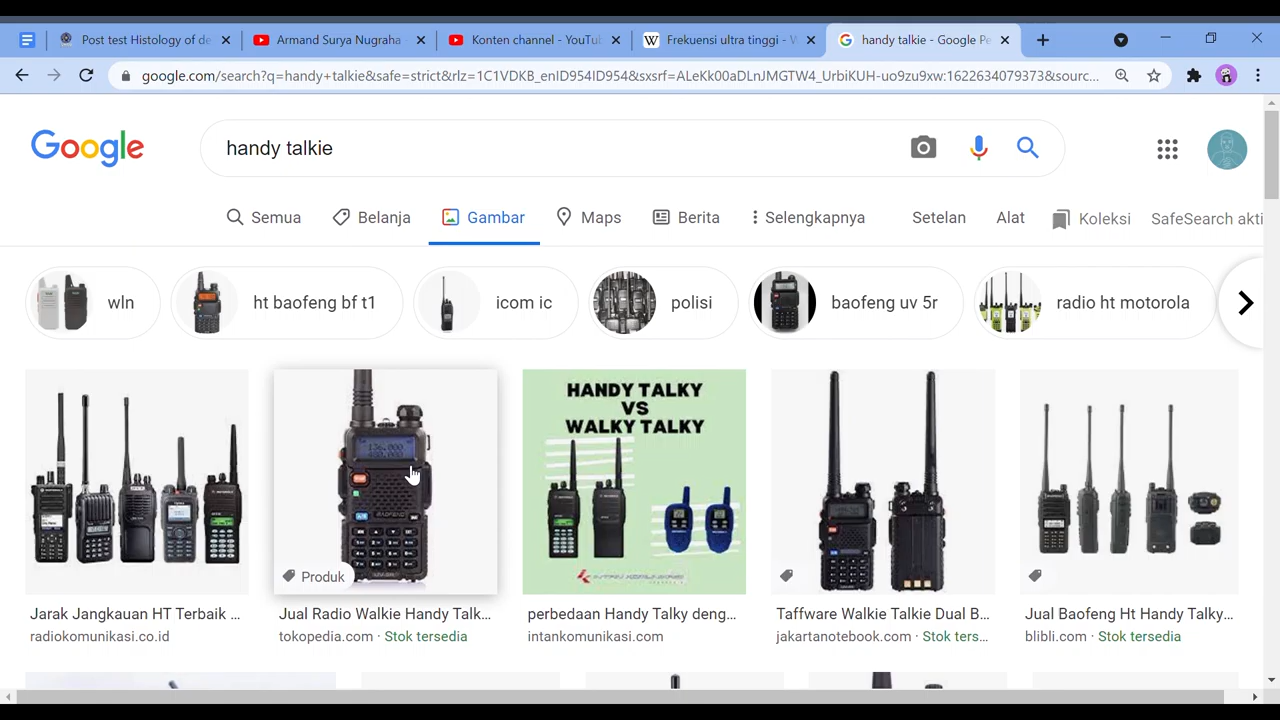 Post test Histology of de
Armand Surya Nugraha
Konten channel - YouTu
Frekuensi ultra tinggi - W
handy talkie - Google Pe
google.com/search?q=handy+talkie&safe=strict&rlz=1C1VDKB_enID954ID954&sxsrf=ALeKk00aDLnJMGTW4_UrbiKUH-uo9zu9xw:1622634079373&sourc...
Google
handy talkie
Semua
Belanja
Gambar
Maps
Berita
Selengkapnya
Setelan
Alat
Koleksi
SafeSearch akti
wln
ht baofeng bf t1
icom ic
polisi
baofeng uv 5r
radio ht motorola
HANDY TALKY
VS
WALKY TALKY
BAOFENG
Produk
Jarak Jangkauan HT Terbaik ...
radiokomunikasi.co.id
Jual Radio Walkie Handy Talk...
tokopedia.com · Stok tersedia
perbedaan Handy Talky deng...
intankomunikasi.com
Taffware Walkie Talkie Dual B...
jakartanotebook.com · Stok ters...
Jual Baofeng Ht Handy Talky...
blibli.com · Stok tersedia